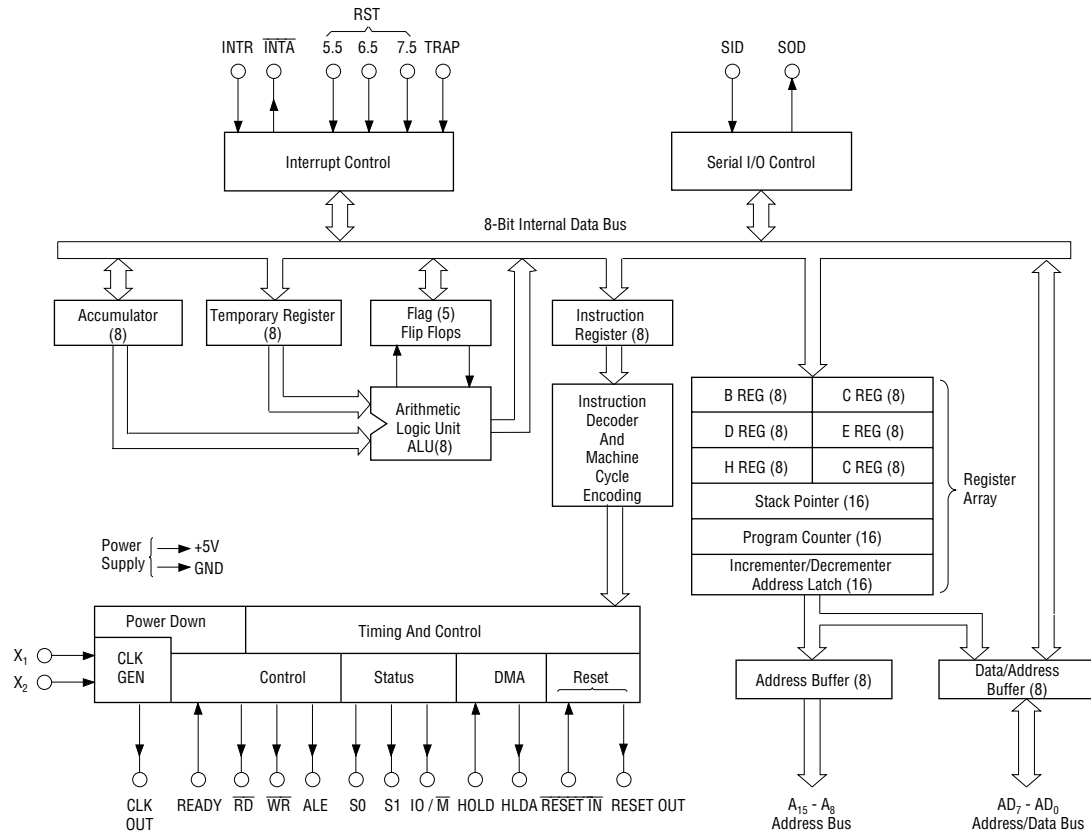 RST
INTR INTA 5.5 6.5 7.5 TRAP
SID SOD
Interrupt Control
Serial I/O Control
8-Bit Internal Data Bus
Accumulator
(8)
Temporary Register
(8)
Flag (5)
Flip Flops
Instruction
Register (8)
Arithmetic
Logic Unit
ALU(8)
Instruction
Decoder
And
Machine
Cycle
Encoding
B REG (8) C REG (8)
D REG (8) E REG (8)
H REG (8) C REG (8)
Stack Pointer (16)
Program Counter (16)
Incrementer/Decrementer
Address Latch (16)
Register
Array
Power
Supply
+5V
GND
Power Down
Timing And Control
X₁
X₂
CLK
GEN
Control Status DMA Reset
Address Buffer (8)
Data/Address
Buffer (8)
CLK
OUT
READY RD WR ALE S0 S1 IO / M HOLD HLDA RESET IN RESET OUT
A₁₅ - A₈
Address Bus
AD₇ - AD₀
Address/Data Bus